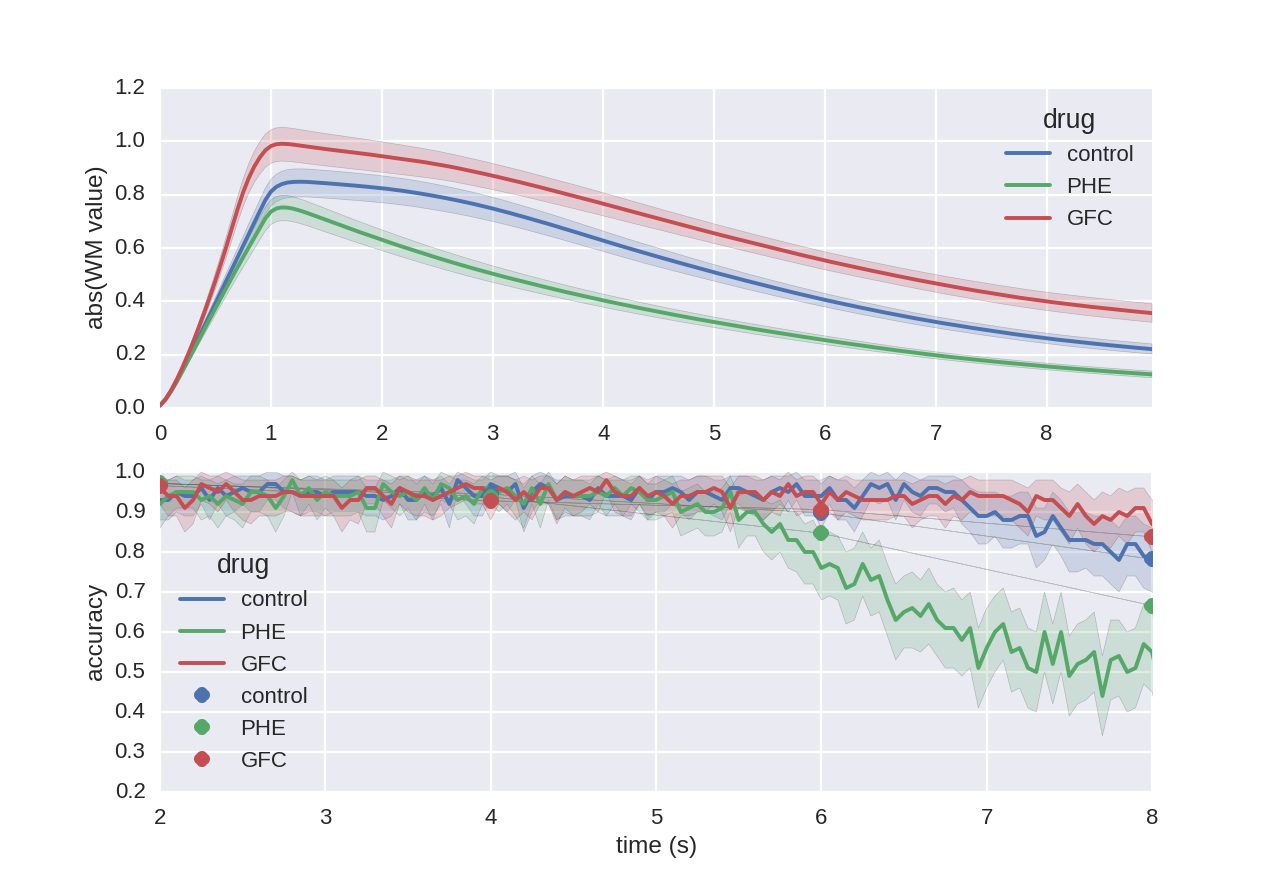 1.2
1.0
0.8
0.6
0.4
0.2
0.0
abs(WM value)
drug
control
PHE
GFC
0 1 2 3 4 5 6 7 8
1.0
0.9
0.8
0.7
0.6
0.5
0.4
0.3
0.2
accuracy
drug
control
PHE
GFC
control
PHE
GFC
2 3 4 5 6 7 8
time (s)